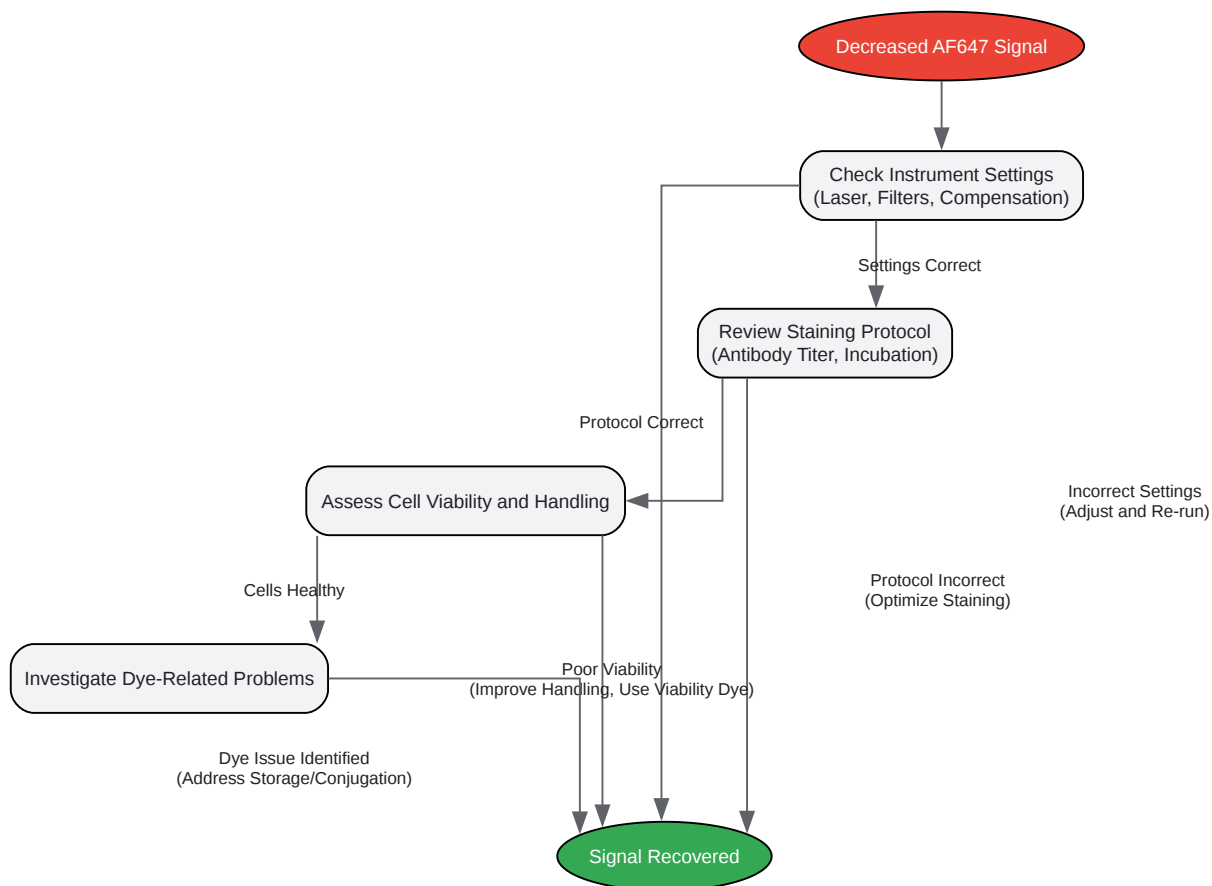 Decreased AF647 Signal
Check Instrument Settings
(Laser, Filters, Compensation)
Settings Correct
Review Staining Protocol
(Antibody Titer, Incubation)
Protocol Correct
Assess Cell Viability and Handling
Incorrect Settings
(Adjust and Re-run)
Cells Healthy
Protocol Incorrect
(Optimize Staining)
Investigate Dye-Related Problems
Poor Viability
(Improve Handling, Use Viability Dye)
Dye Issue Identified
(Address Storage/Conjugation)
Signal Recovered